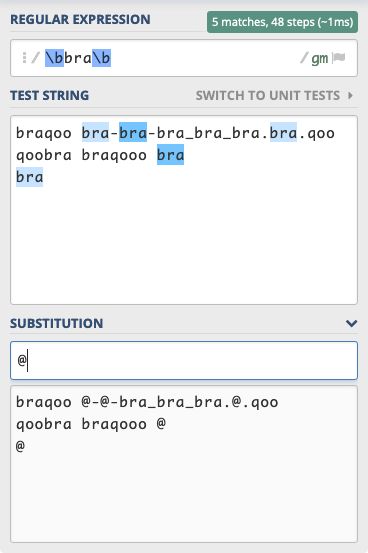 REGULAR EXPRESSION
5 matches, 48 steps (~1ms)
/ \bbra\b / gm
TEST STRING
SWITCH TO UNIT TESTS
braqoo bra-bra-bra_bra_bra.bra.qoo
qoobra braqooo bra
bra
SUBSTITUTION
@
braqoo @-@-bra_bra_bra.@.qoo
qoobra braqooo @
@